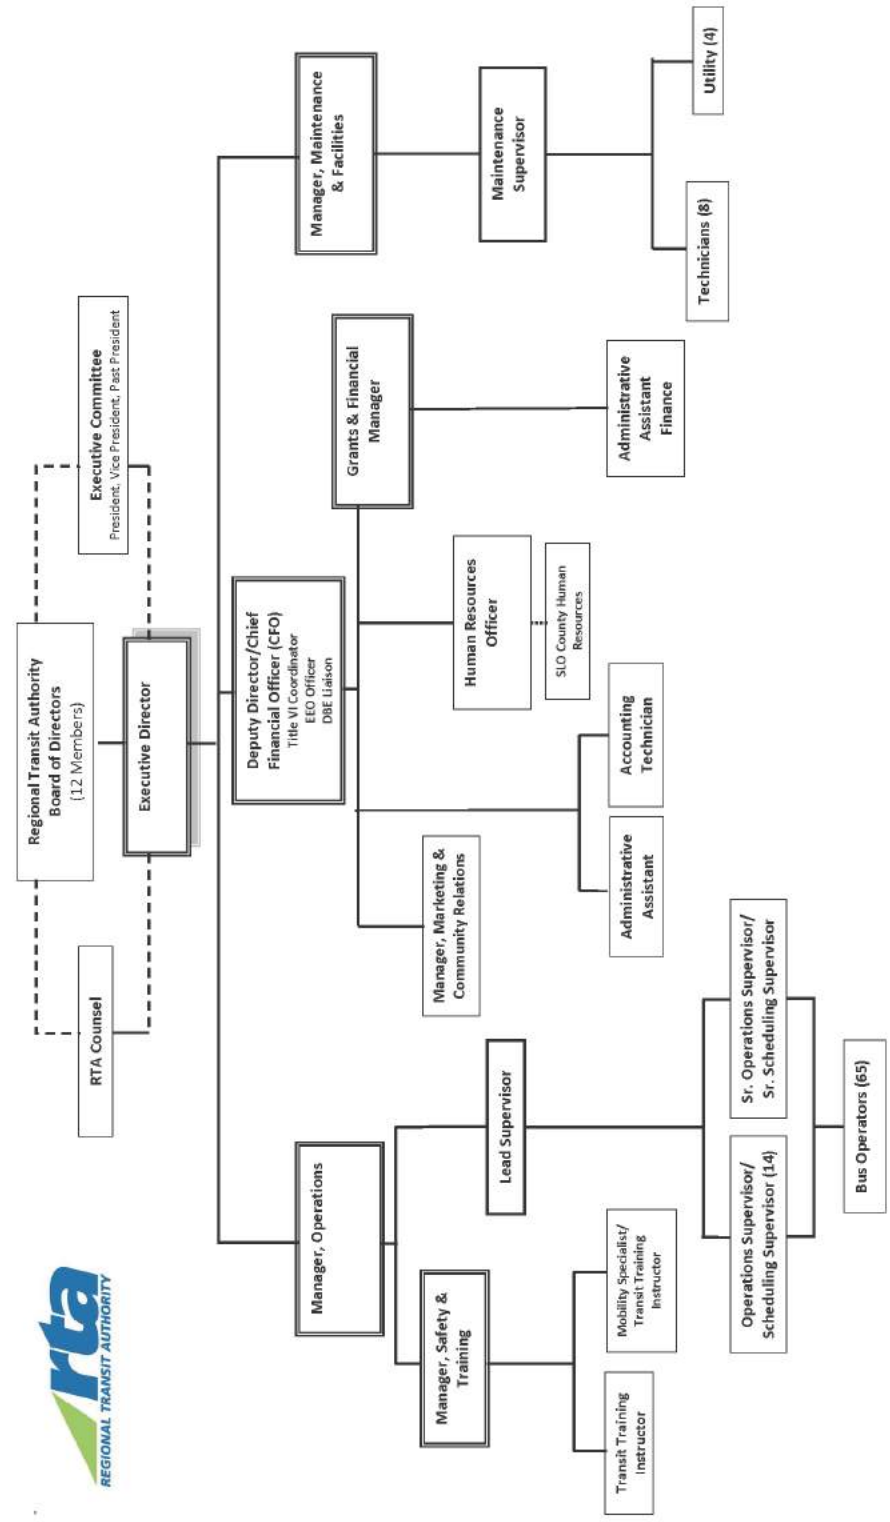 rta
REGIONAL TRANSIT AUTHORITY
Regional Transit Authority
Board of Directors
(12 Members)
RTA Counsel
Executive Committee
President, Vice President, Past President
Executive Director
Deputy Director/Chief
Financial Officer (CFO)
Title VI Coordinator
EEO Officer
DBE Liaison
Manager, Operations
Manager, Maintenance
& Facilities
Grants & Financial
Manager
Manager, Safety &
Training
Lead Supervisor
Manager, Marketing &
Community Relations
Human Resources
Officer
SLO County Human
Resources
Maintenance
Supervisor
Transit Training
Instructor
Mobility Specialist/
Transit Training
Instructor
Administrative
Assistant
Accounting
Technician
Administrative
Assistant
Finance
Technicians (8)
Utility (4)
Operations Supervisor/
Scheduling Supervisor (14)
Sr. Operations Supervisor/
Sr. Scheduling Supervisor
Bus Operators (65)